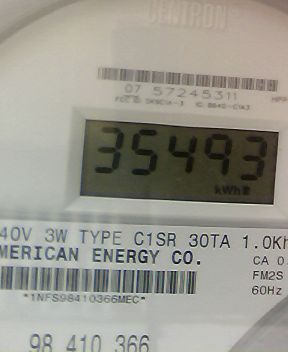 CENTRON®
07 57245311
35493
kWh
40V 3W TYPE C1SR 30TA 1.0Kh
MERICAN ENERGY CO.
CA 0.
*1NFS98410366MEC*
FM2S
60Hz
98 410 366